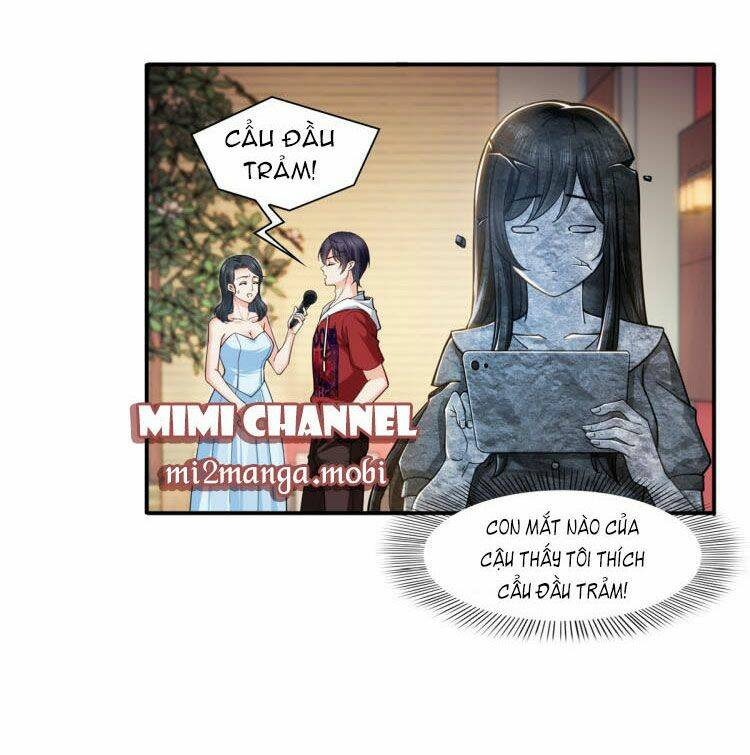 CẨU ĐẦU
TRẢM!
MIMI CHANNEL
mi2manga.mobi
CON MẮT NÀO CỦA
CẬU THẤY TÔI THÍCH
CẨU ĐẦU TRẢM!